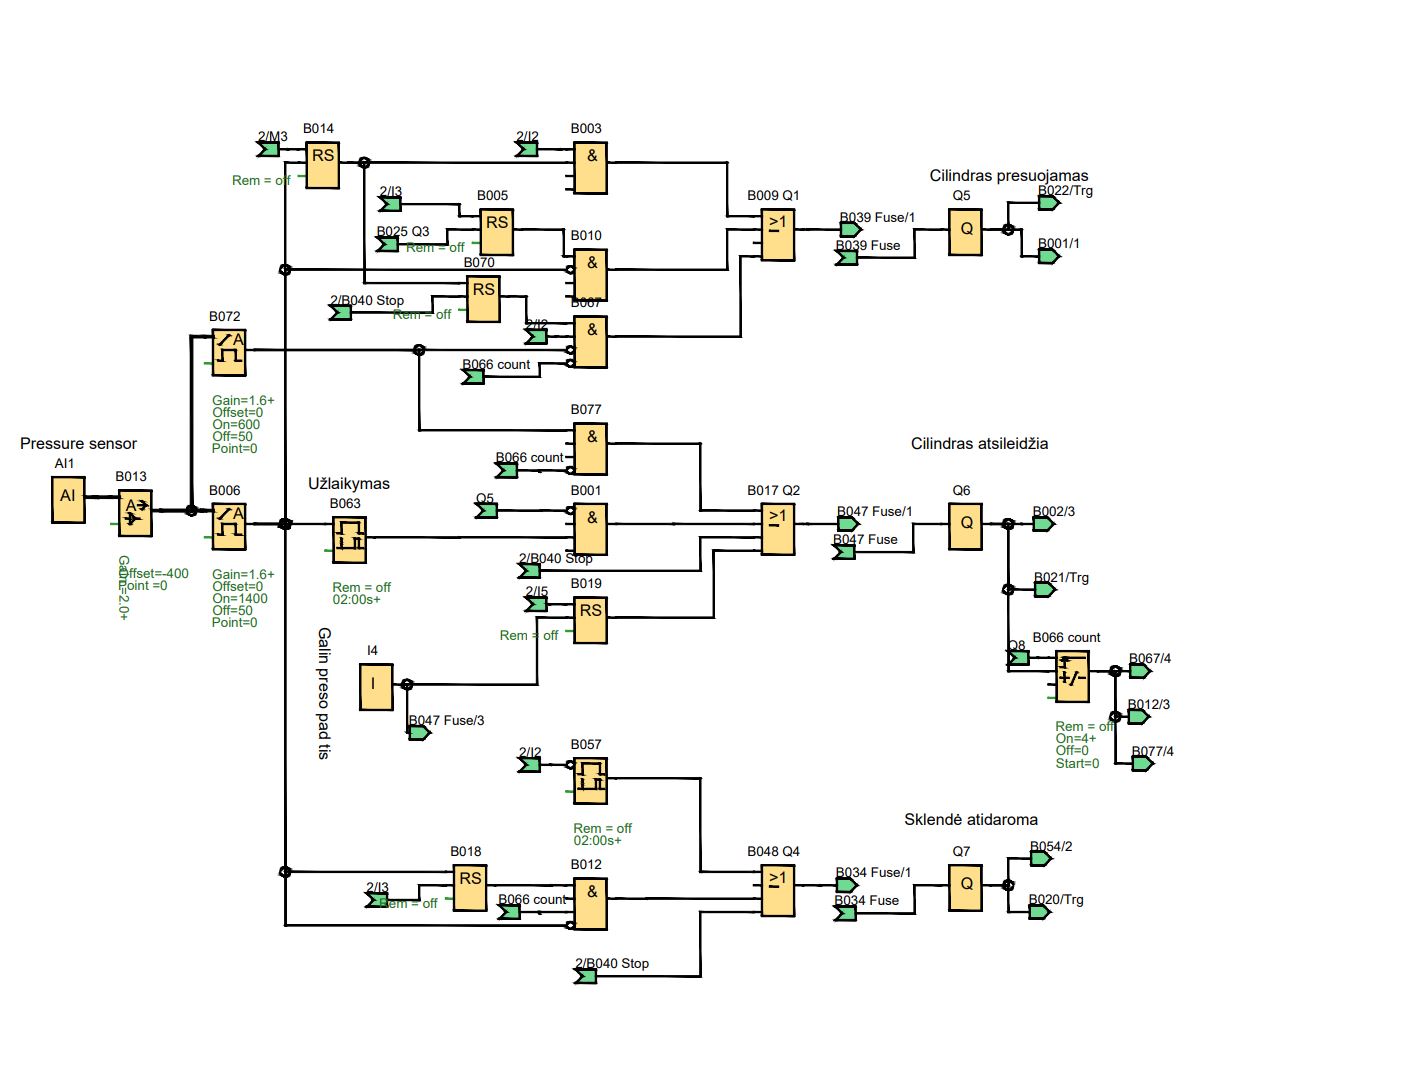 B014
2/M3
RS
Rem = off
2/I2
B003
&
2/I3
B005
RS
B025 Q3
Rem = off
B010
&
B070
RS
2/B040 Stop
Rem = off
B067
2/I2
&
B066 count
B009 Q1
>1
B039 Fuse/1
B039 Fuse
Cilindras presuojamas
Q5
Q
B022/Trg
B001/1
B072
A
Gain=1.6+
Offset=0
On=600
Off=50
Point=0
Pressure sensor
AI1
AI
B013
A
Gain=2.0+
Offset=-400
Point =0
B006
A
Gain=1.6+
Offset=0
On=1400
Off=50
Point=0
Užlaikymas
B063
Rem = off
02:00s+
B077
&
B066 count
Q5
B001
&
2/B040 Stop
B019
2/I5
RS
Rem = off
Galin preso pad tis
I4
I
B047 Fuse/3
B017 Q2
>1
B047 Fuse/1
B047 Fuse
Cilindras atsileidžia
Q6
Q
B002/3
B021/Trg
Q8
B066 count
+/-
Rem = off
On=4+
Off=0
Start=0
B067/4
B012/3
B077/4
2/I2
B057
Rem = off
02:00s+
B018
RS
2/I3
Rem = off
B012
&
B066 count
2/B040 Stop
B048 Q4
>1
B034 Fuse/1
B034 Fuse
Sklendė atidaroma
Q7
Q
B054/2
B020/Trg